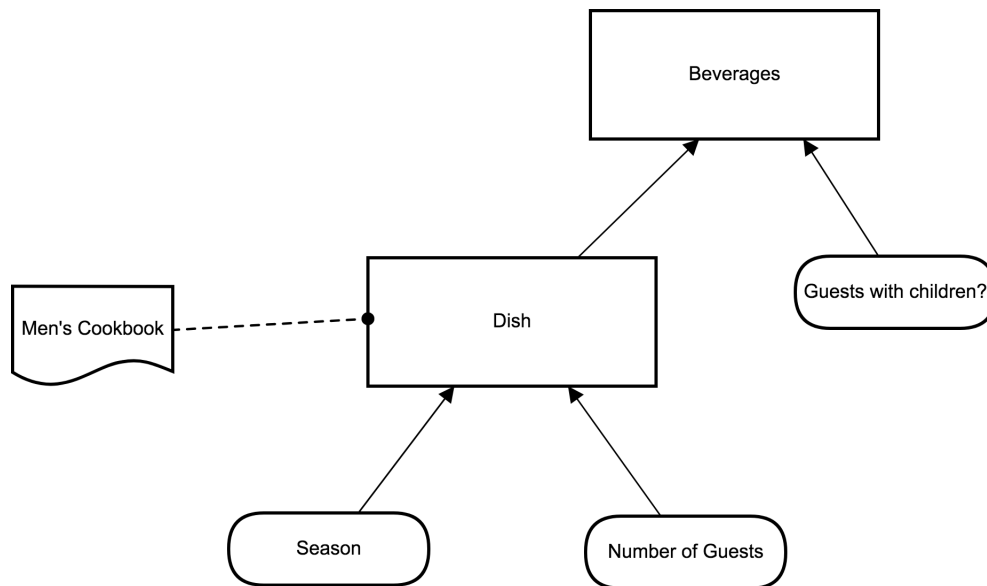 Beverages
Guests with children?
Men's Cookbook
Dish
Season
Number of Guests